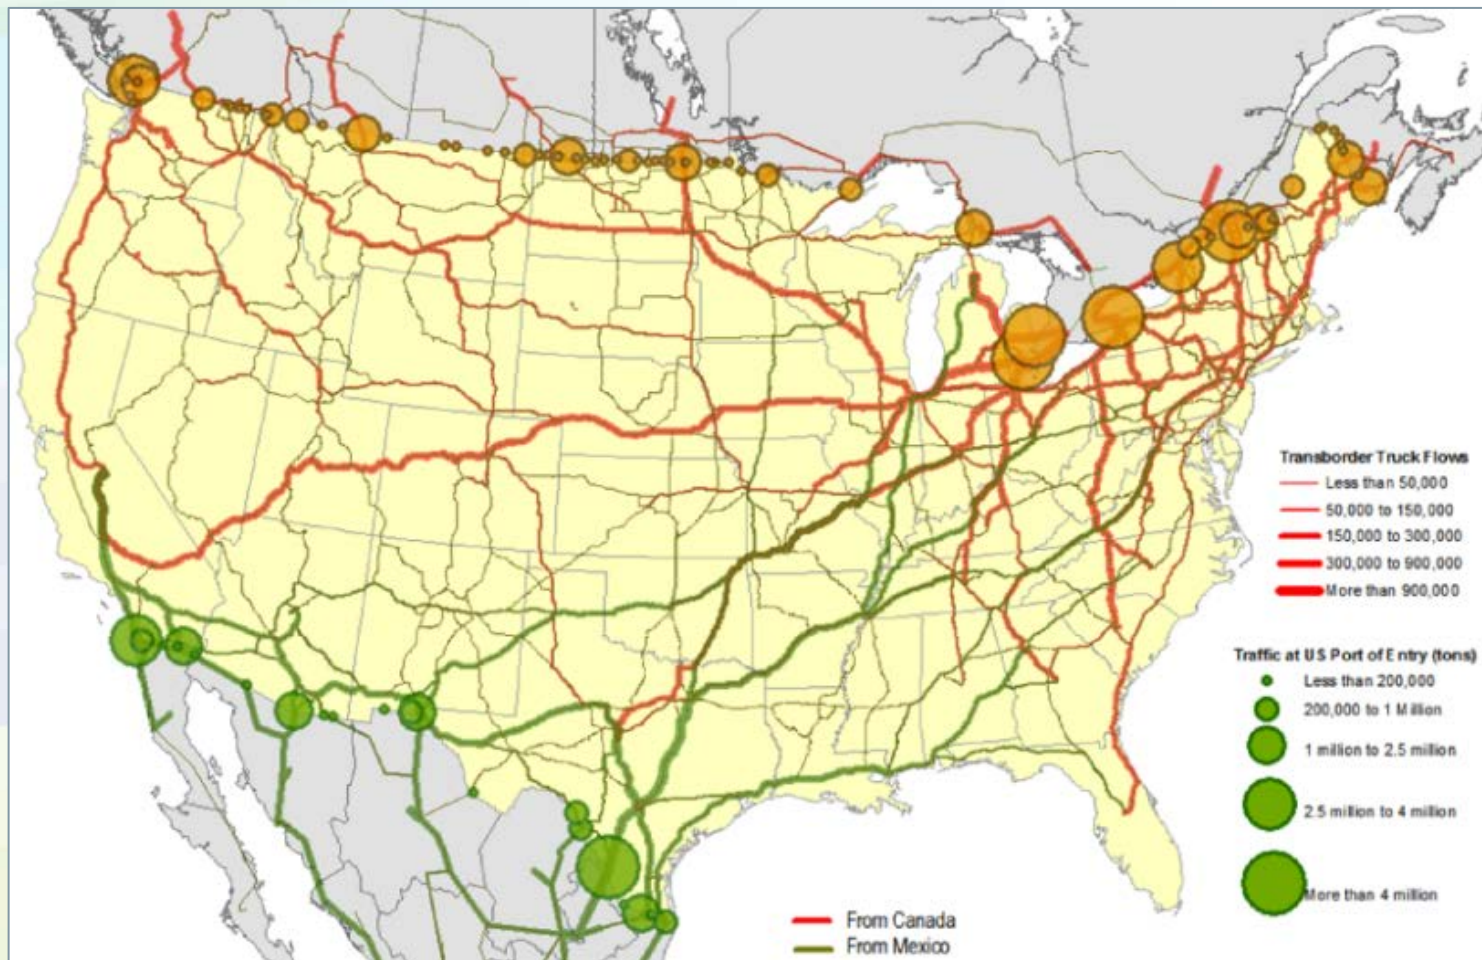 Transborder Truck Flows
Less than 50,000
50,000 to 150,000
150,000 to 300,000
300,000 to 900,000
More than 900,000
Traffic at US Port of Entry (tons)
Less than 200,000
200,000 to 1 Million
1 million to 2.5 million
2.5 million to 4 million
More than 4 million
From Canada
From Mexico